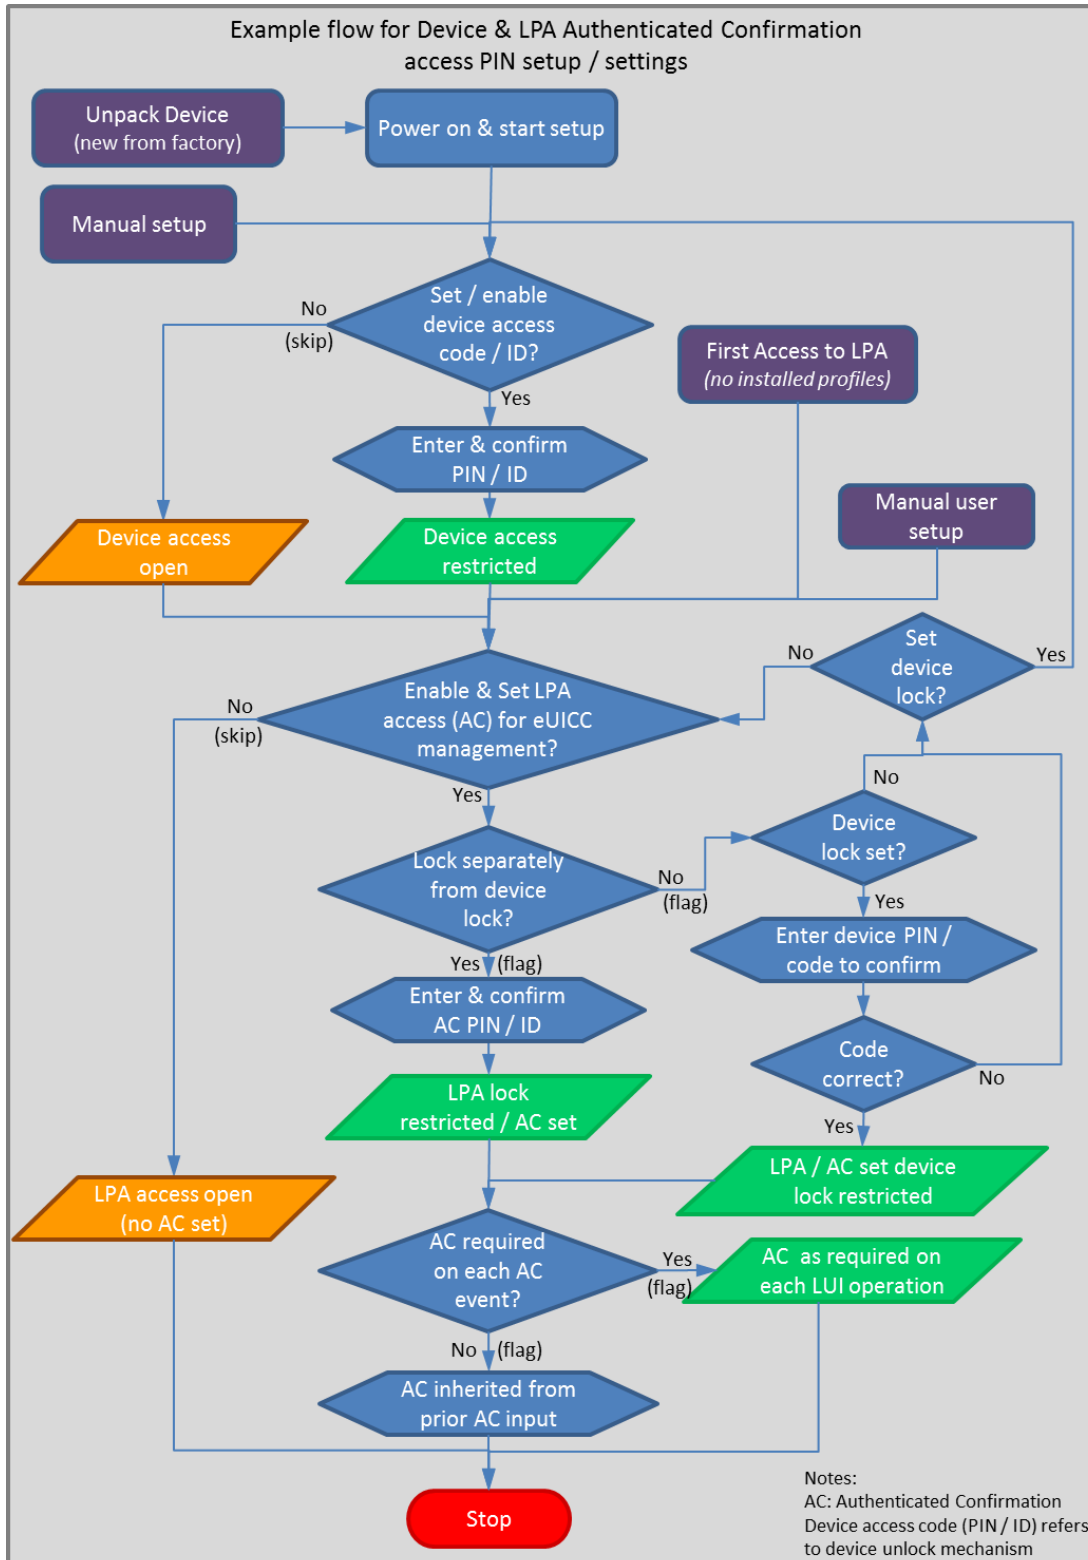 Example flow for Device & LPA Authenticated Confirmation
access PIN setup / settings
Unpack Device
(new from factory)
Power on & start setup
Manual setup
Set / enable
device access
code / ID?
No
(skip)
Yes
First Access to LPA
(no installed profiles)
Enter & confirm
PIN / ID
Manual user
setup
Device access
open
Device access
restricted
Set
device
lock?
No
Yes
Enable & Set LPA
access (AC) for eUICC
management?
No
(skip)
Yes
No
Device
lock set?
Lock separately
from device
lock?
No
(flag)
Yes
Enter device PIN /
code to confirm
Yes (flag)
Enter & confirm
AC PIN / ID
Code
correct?
No
Yes
LPA lock
restricted / AC set
LPA / AC set device
lock restricted
LPA access open
(no AC set)
AC required
on each AC
event?
Yes
(flag)
AC as required on
each LUI operation
No (flag)
AC inherited from
prior AC input
Stop
Notes:
AC: Authenticated Confirmation
Device access code (PIN / ID) refers
to device unlock mechanism